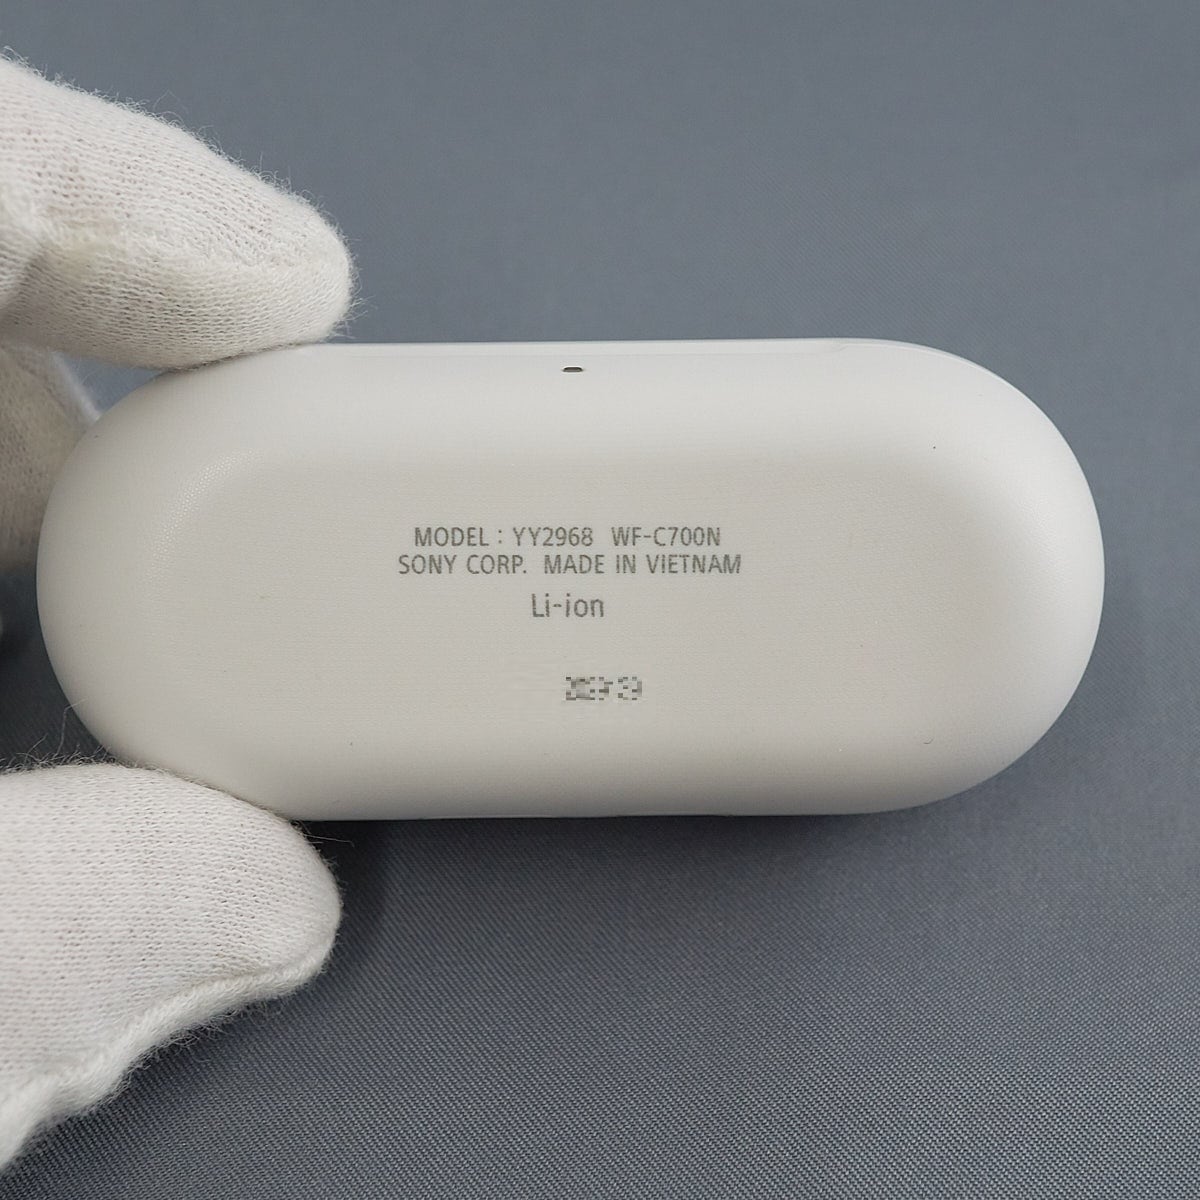 MODEL : YY2968 WF-C700N
SONY CORP. MADE IN VIETNAM
Li-ion